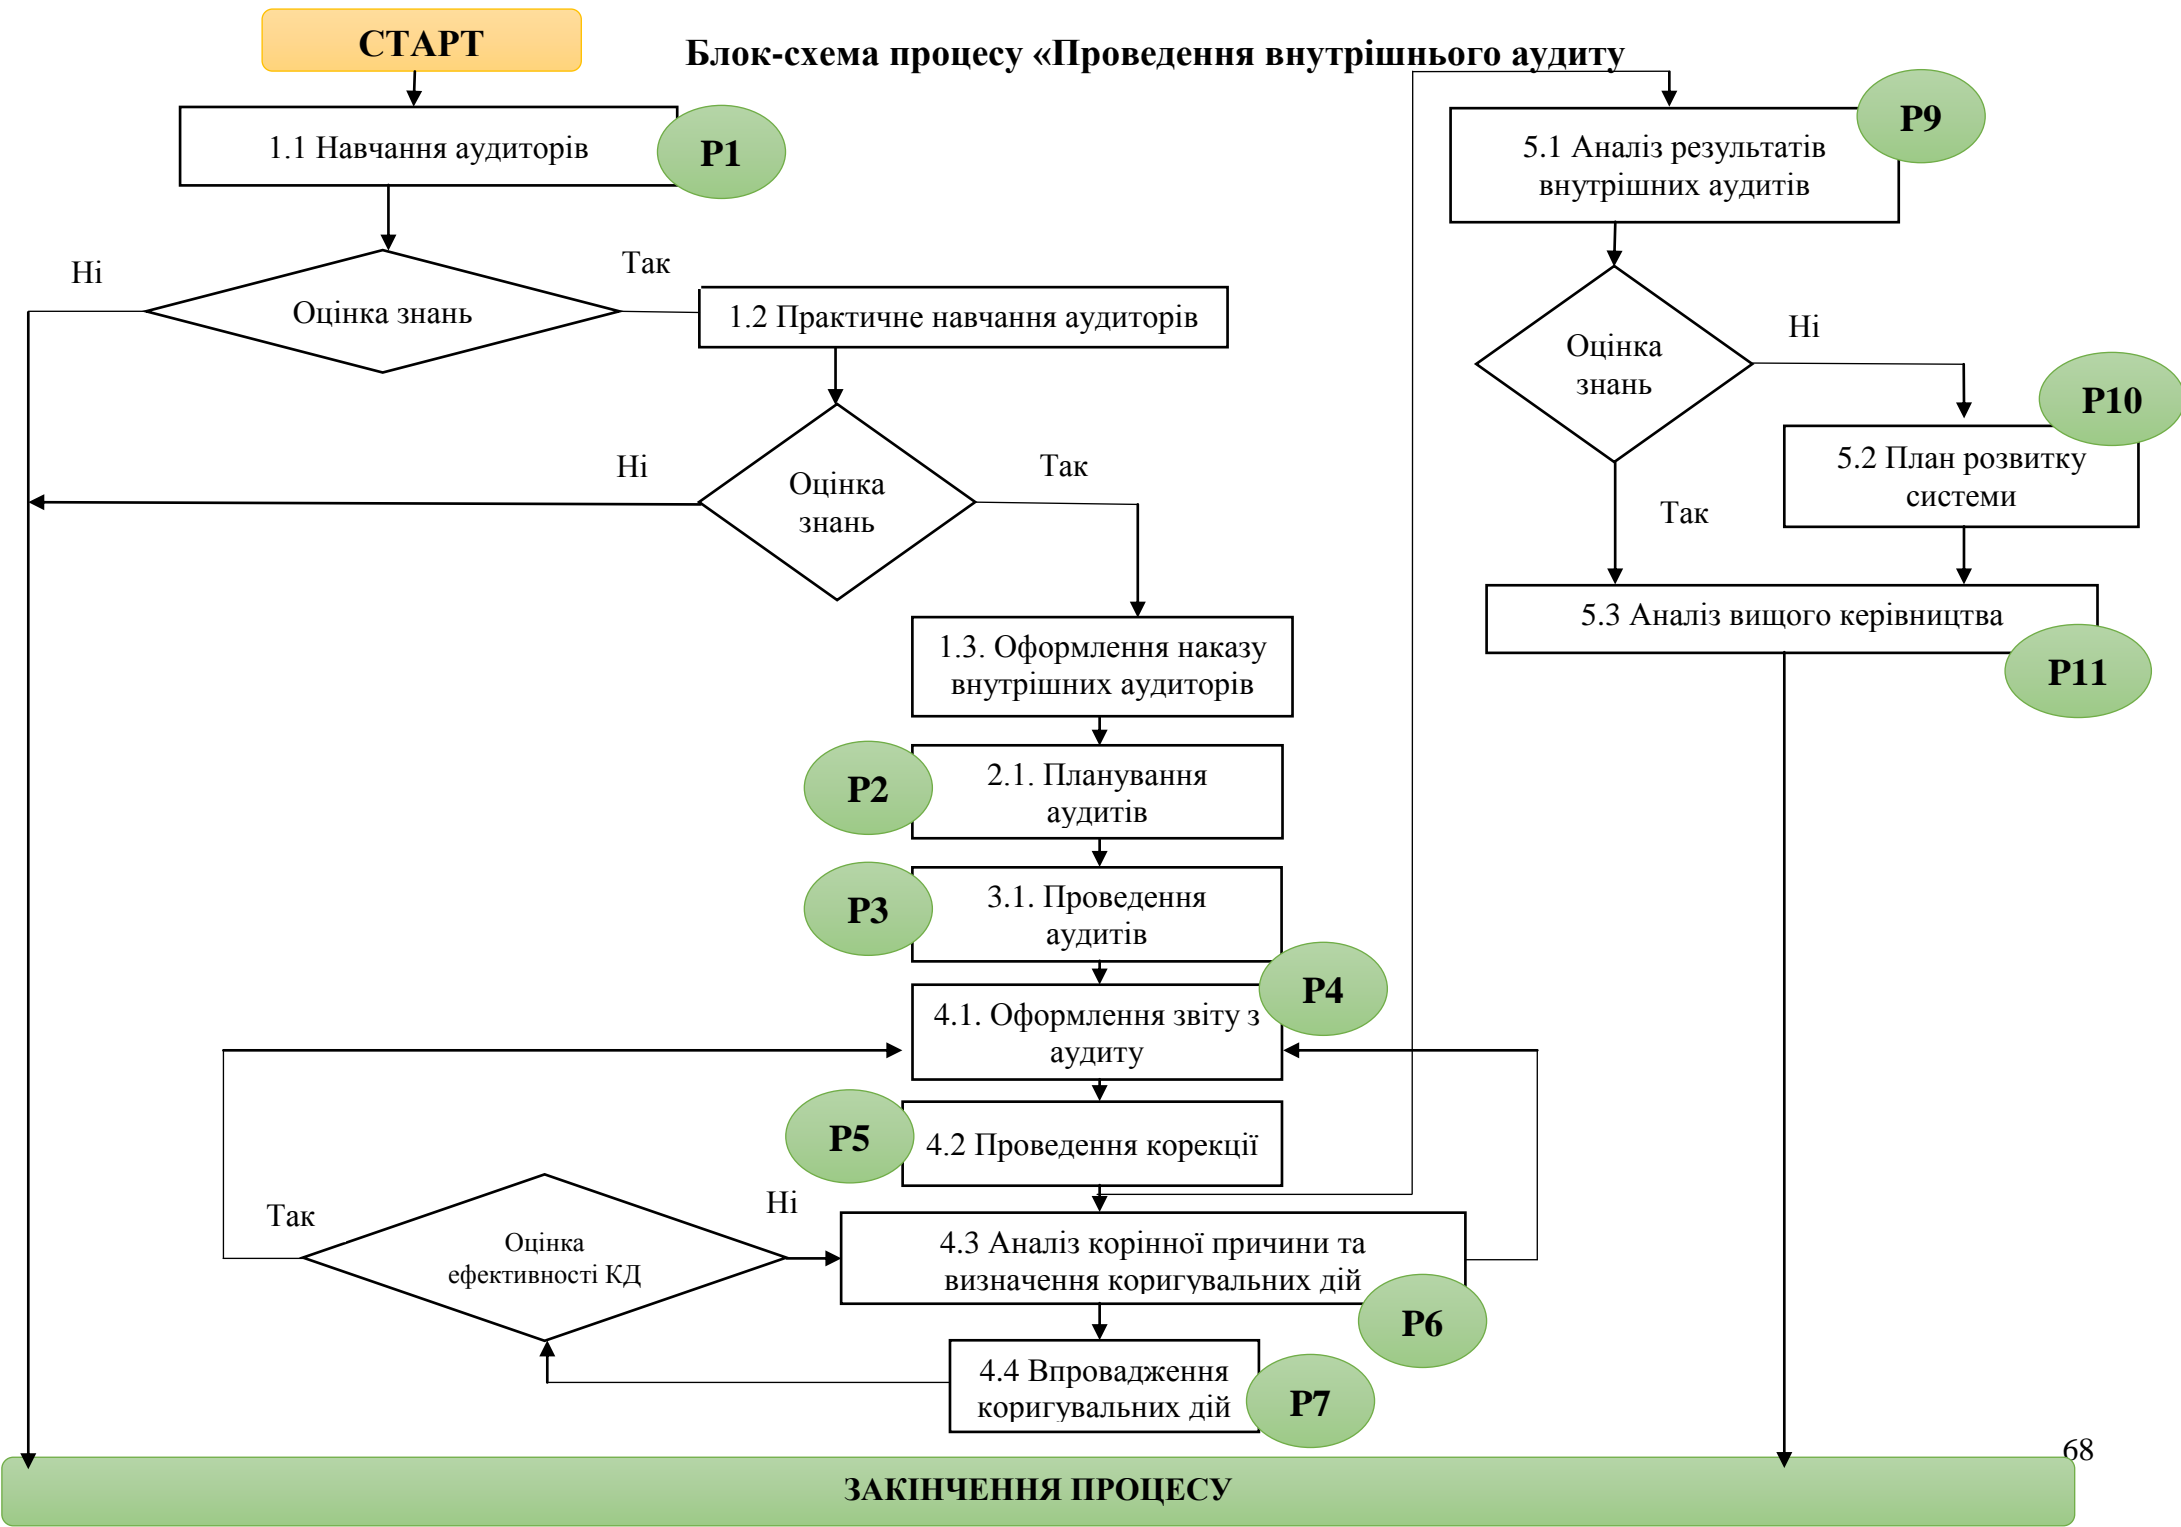 СТАРТ
Блок-схема процесу «Проведення внутрішнього аудиту
1.1 Навчання аудиторів
Р1
Ні
Оцінка знань
Так
1.2 Практичне навчання аудиторів
Ні
Оцінка
знань
Так
1.3. Оформлення наказу
внутрішних аудиторів
Р2
2.1. Планування
аудитів
Р3
3.1. Проведення
аудитів
Р4
4.1. Оформлення звіту з
аудиту
Р5
4.2 Проведення корекції
Так
Оцінка
ефективності КД
Ні
4.3 Аналіз корінної причини та
визначення коригувальних дій
Р6
4.4 Впровадження
коригувальних дій
Р7
Р9
5.1 Аналіз результатів
внутрішних аудитів
Оцінка
знань
Ні
Р10
5.2 План розвитку
системи
Так
5.3 Аналіз вищого керівництва
Р11
68
ЗАКІНЧЕННЯ ПРОЦЕСУ